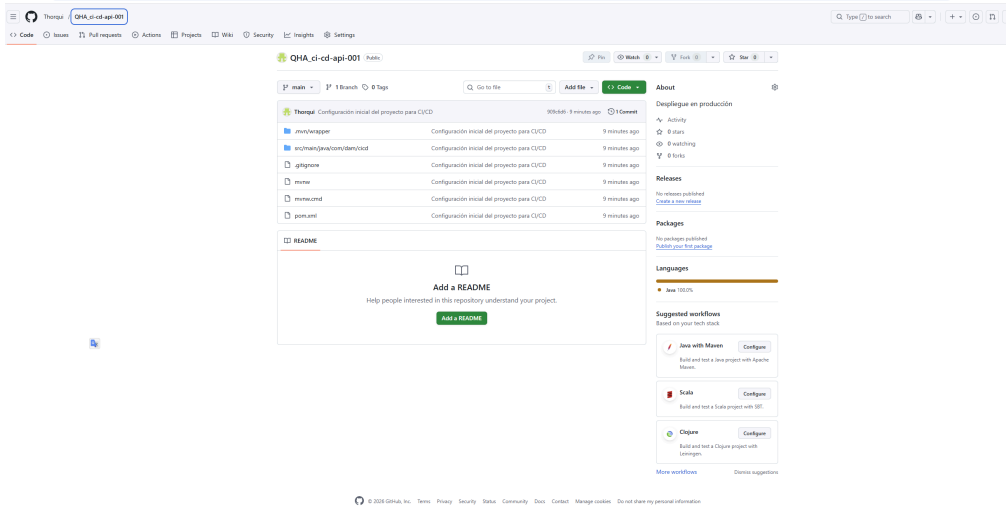 Thorqui / QHA_ci-cd-api-001
Type / to search
Code Issues Pull requests Actions Projects Wiki Security Insights Settings
QHA_ci-cd-api-001 Public
Pin Watch 0 Fork 0 Star 0
main 1 Branch 0 Tags
Go to file t Add file Code
Thorqui Configuración inicial del proyecto para CI/CD
9 minutes ago 1 Commit
.mvn/wrapper Configuración inicial del proyecto para CI/CD 9 minutes ago
src/main/java/com/dam/cicd Configuración inicial del proyecto para CI/CD 9 minutes ago
.gitignore Configuración inicial del proyecto para CI/CD 9 minutes ago
mvnw Configuración inicial del proyecto para CI/CD 9 minutes ago
mvnw.cmd Configuración inicial del proyecto para CI/CD 9 minutes ago
pom.xml Configuración inicial del proyecto para CI/CD 9 minutes ago
README
Add a README
Help people interested in this repository understand your project.
Add a README
About
Despliegue en producción
Activity
0 stars
0 watching
0 forks
Releases
No releases published
Create a new release
Packages
No packages published
Publish your first package
Languages
Java 100.0%
Suggested workflows
Based on your tech stack
Java with Maven Configure
Build and test a Java project with Apache
Maven.
Scala Configure
Build and test a Scala project with SBT.
Clojure Configure
Build and test a Clojure project with
Leiningen.
More workflows Dismiss suggestions
GitHub, Inc. Terms Privacy Security Status Community Docs Contact Manage cookies Do not share my personal information